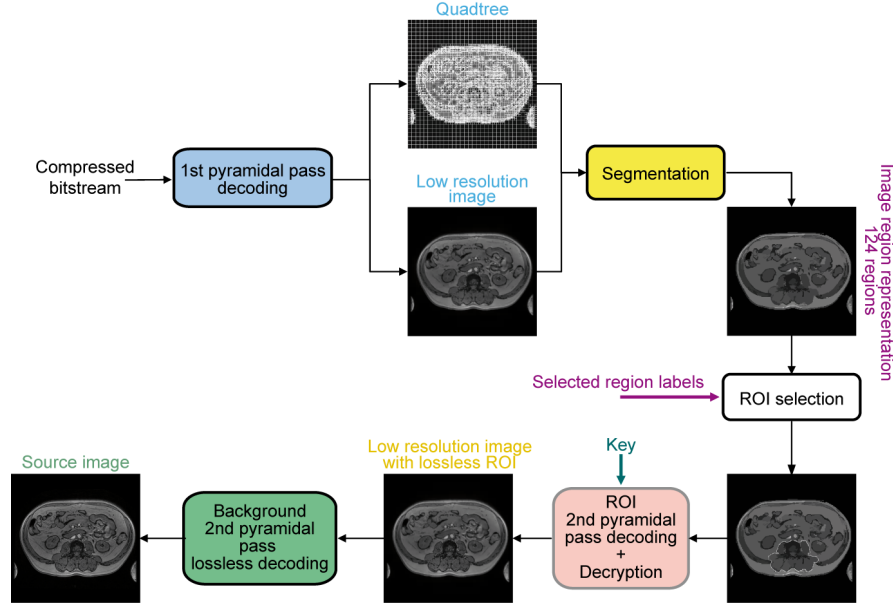 Quadtree
Compressed
bitstream
1st pyramidal pass
decoding
Low resolution
image
Segmentation
Image region representation
124 regions
Selected region labels
ROI selection
Source image
Background
2nd pyramidal
pass
lossless decoding
Low resolution image
with lossless ROI
Key
ROI
2nd pyramidal
pass decoding
+
Decryption